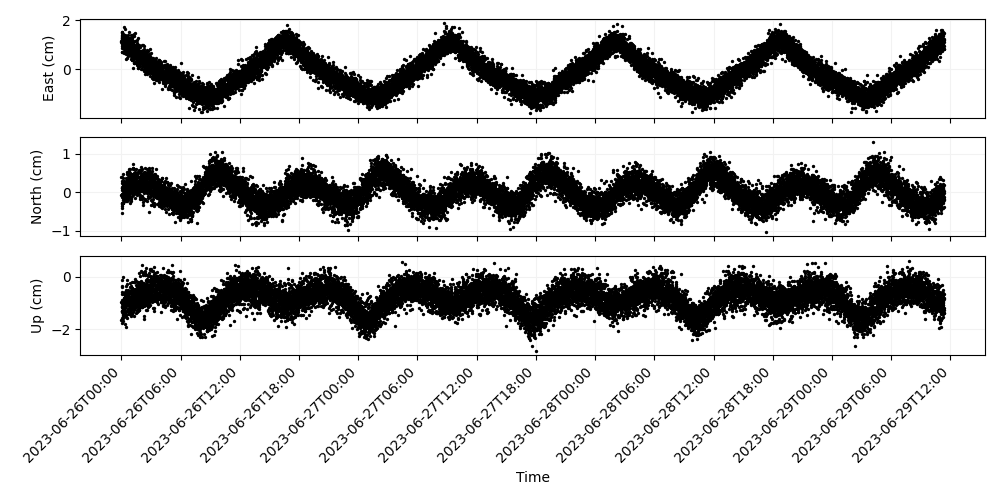 2
0
East (cm)
1
0
−1
North (cm)
0
−2
Up (cm)
2023-06-26T00:00
2023-06-26T06:00
2023-06-26T12:00
2023-06-26T18:00
2023-06-27T00:00
2023-06-27T06:00
2023-06-27T12:00
2023-06-27T18:00
2023-06-28T00:00
2023-06-28T06:00
2023-06-28T12:00
2023-06-28T18:00
2023-06-29T00:00
2023-06-29T06:00
2023-06-29T12:00
Time